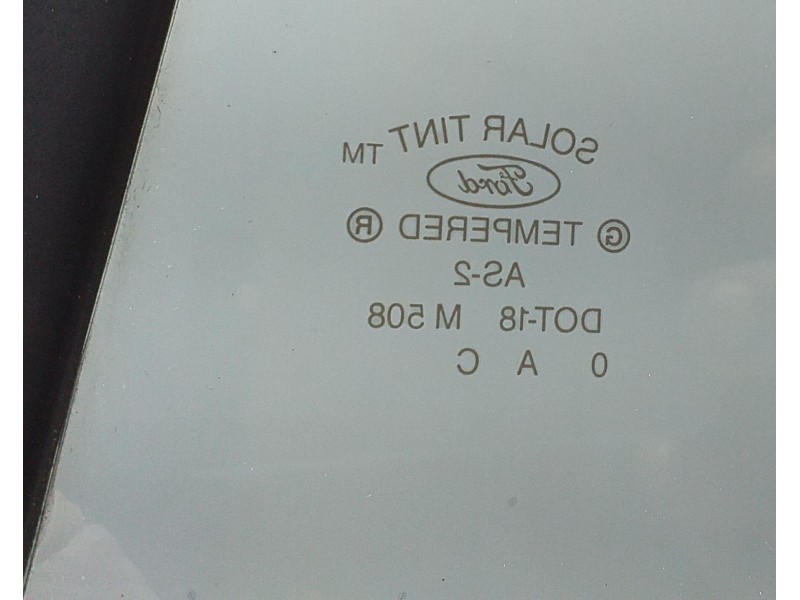 SOLAR TINT TM
Ford
G TEMPERED ®
AS-2
DOT-18 M 508
0 A C